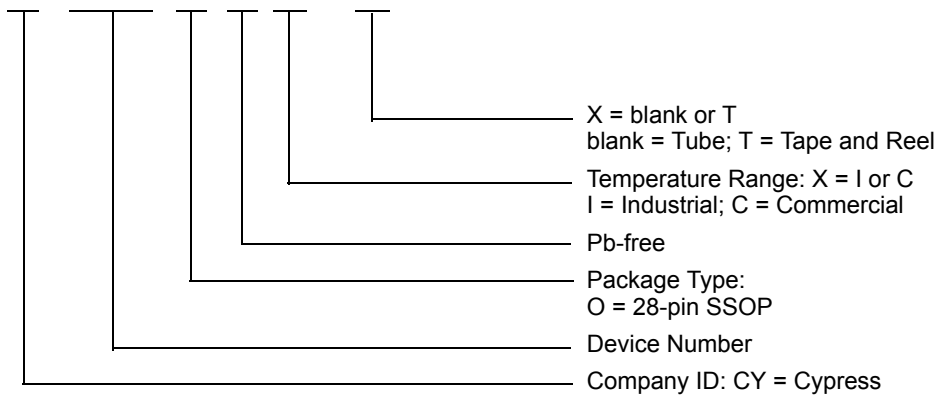 X = blank or T
blank = Tube; T = Tape and Reel
Temperature Range: X = I or C
I = Industrial; C = Commercial
Pb-free
Package Type:
O = 28-pin SSOP
Device Number
Company ID: CY = Cypress